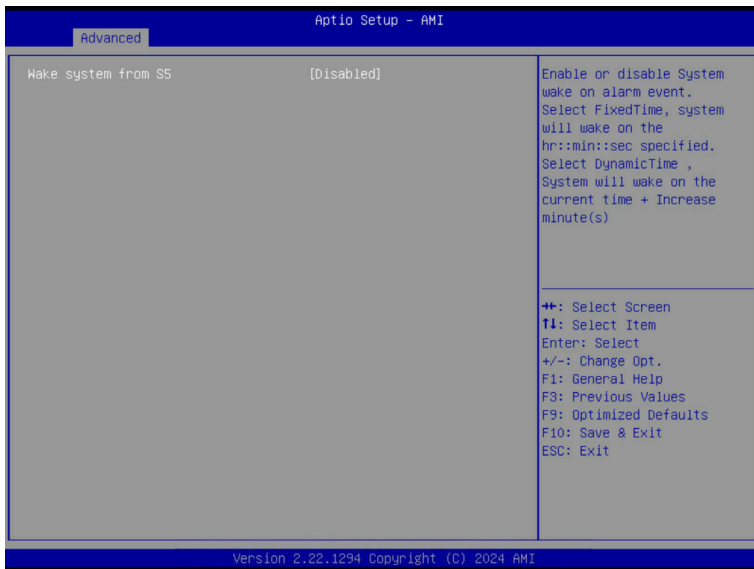 Aptio Setup – AMI
Advanced
Wake system from S5 [Disabled]
Enable or disable System
wake on alarm event.
Select FixedTime, system
will wake on the
hr::min::sec specified.
Select DynamicTime ,
System will wake on the
current time + Increase
minute(s)
→←: Select Screen
↑↓: Select Item
Enter: Select
+/-: Change Opt.
F1: General Help
F3: Previous Values
F9: Optimized Defaults
F10: Save & Exit
ESC: Exit
Version 2.22.1294 Copyright (C) 2024 AMI